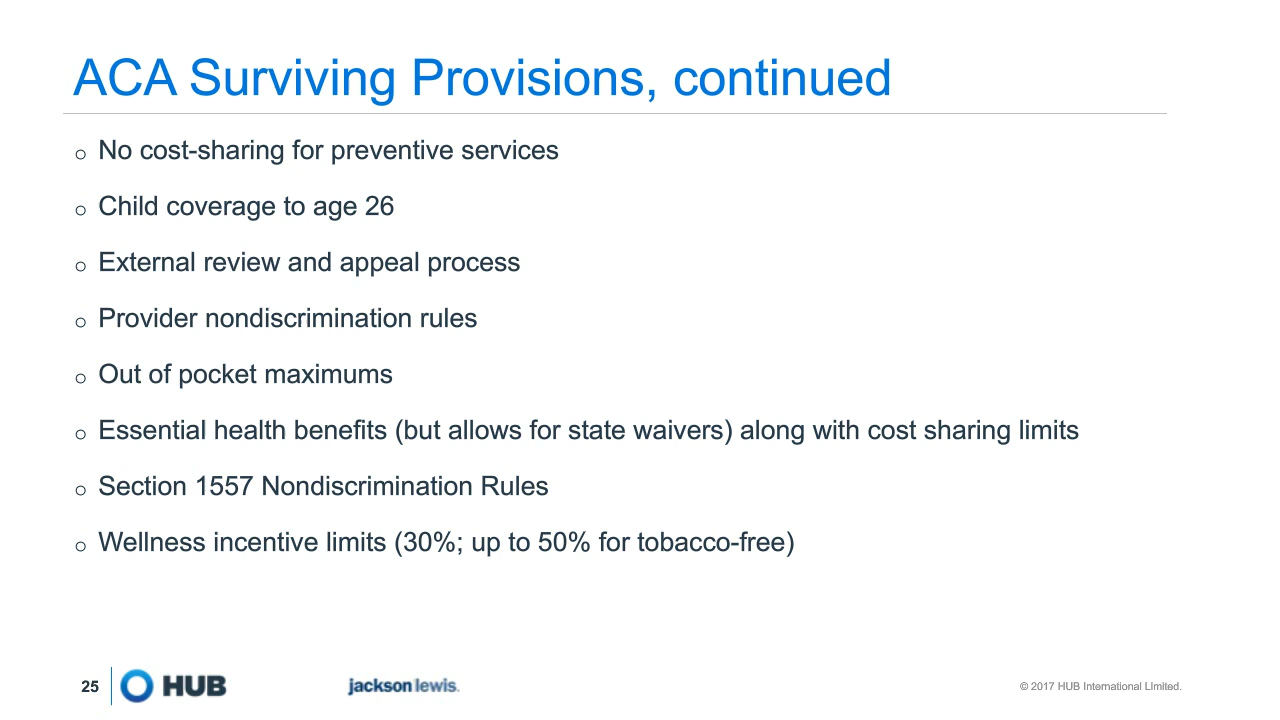 ACA Surviving Provisions, continued
o No cost-sharing for preventive services
o Child coverage to age 26
o External review and appeal process
o Provider nondiscrimination rules
o Out of pocket maximums
o Essential health benefits (but allows for state waivers) along with cost sharing limits
o Section 1557 Nondiscrimination Rules
o Wellness incentive limits (30%; up to 50% for tobacco-free)
25 HUB jackson lewis. © 2017 HUB International Limited.